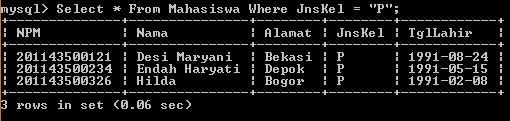 mysql> Select * From Mahasiswa Where JnsKel = "P";
| NPM | Nama | Alamat | JnsKel | TglLahir |
| 201143500121 | Desi Maryani | Bekasi | P | 1991-08-24 |
| 201143500234 | Endah Haryati | Depok | P | 1991-05-15 |
| 201143500326 | Hilda | Bogor | P | 1991-02-08 |
3 rows in set (0.06 sec)